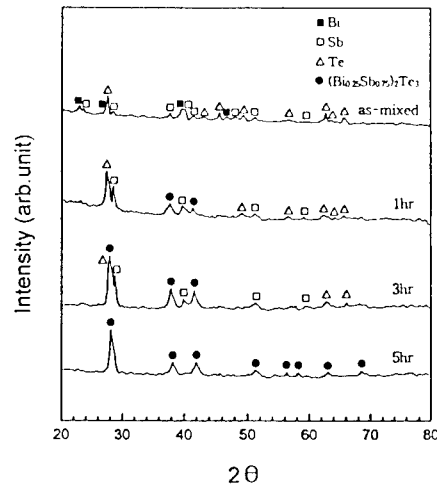 ■ Bi
□ Sb
△ Te
● (Bi0.25Sb0.75)2Te3
as-mixed
1hr
3hr
5hr
Intensity (arb.unit)
20 30 40 50 60 70 80
2θ